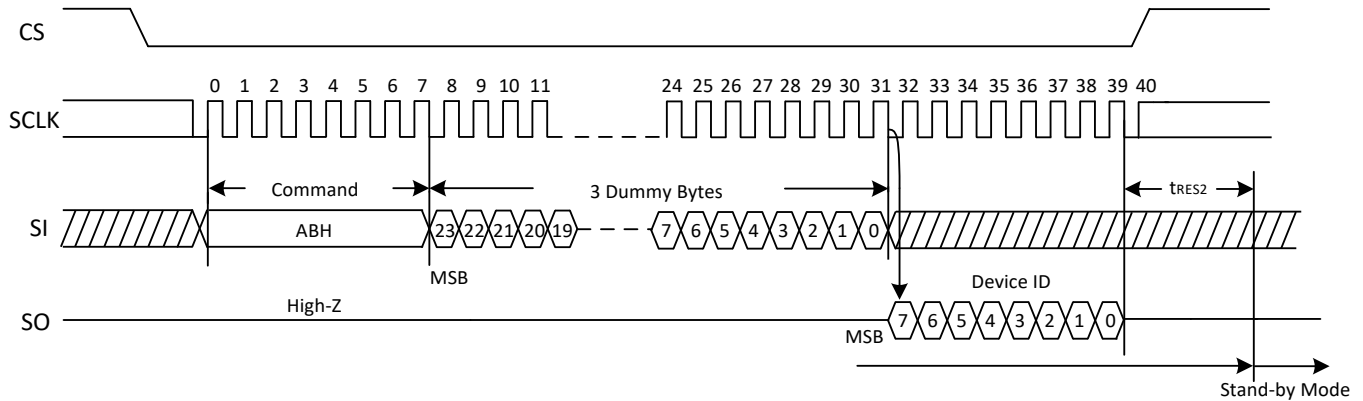 CS
0 1 2 3 4 5 6 7 8 9 10 11 24 25 26 27 28 29 30 31 32 33 34 35 36 37 38 39 40
SCLK
Command 3 Dummy Bytes tRES2
SI ABH 23 22 21 20 19 7 6 5 4 3 2 1 0
MSB Device ID
High-Z
SO 7 6 5 4 3 2 1 0
MSB
Stand-by Mode